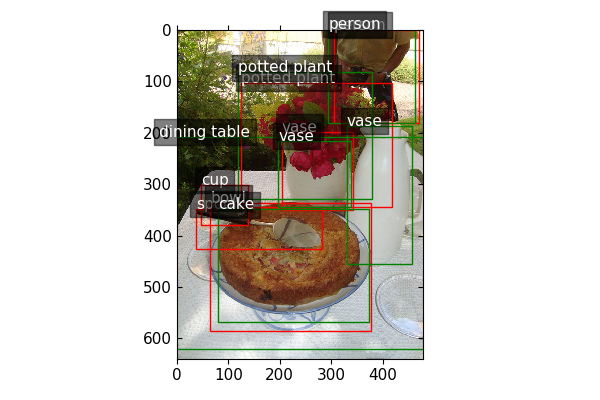 person
potted plant
potted plant
vase
vase
dining table
vase
cup
bowl
cake
0
100
200
300
400
500
600
0
100
200
300
400